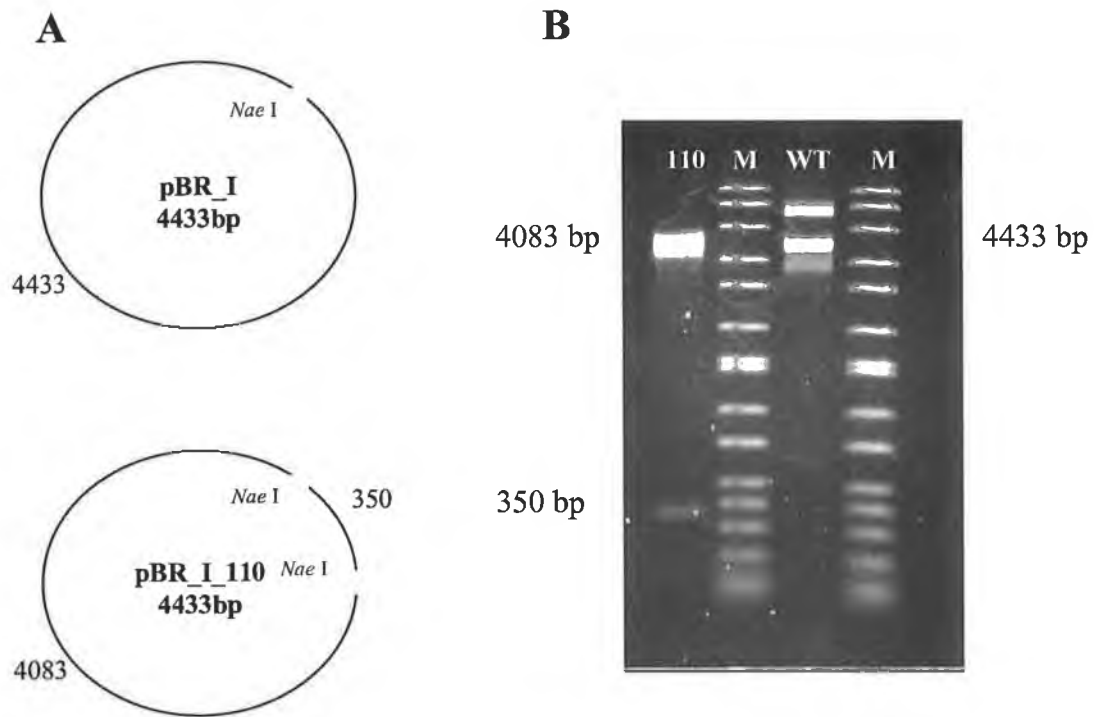 A
Nae I
pBR_I
4433bp
4433
Nae I
350
pBR_I_110
Nae I
4433bp
4083
B
110 M WT M
4083 bp
4433 bp
350 bp